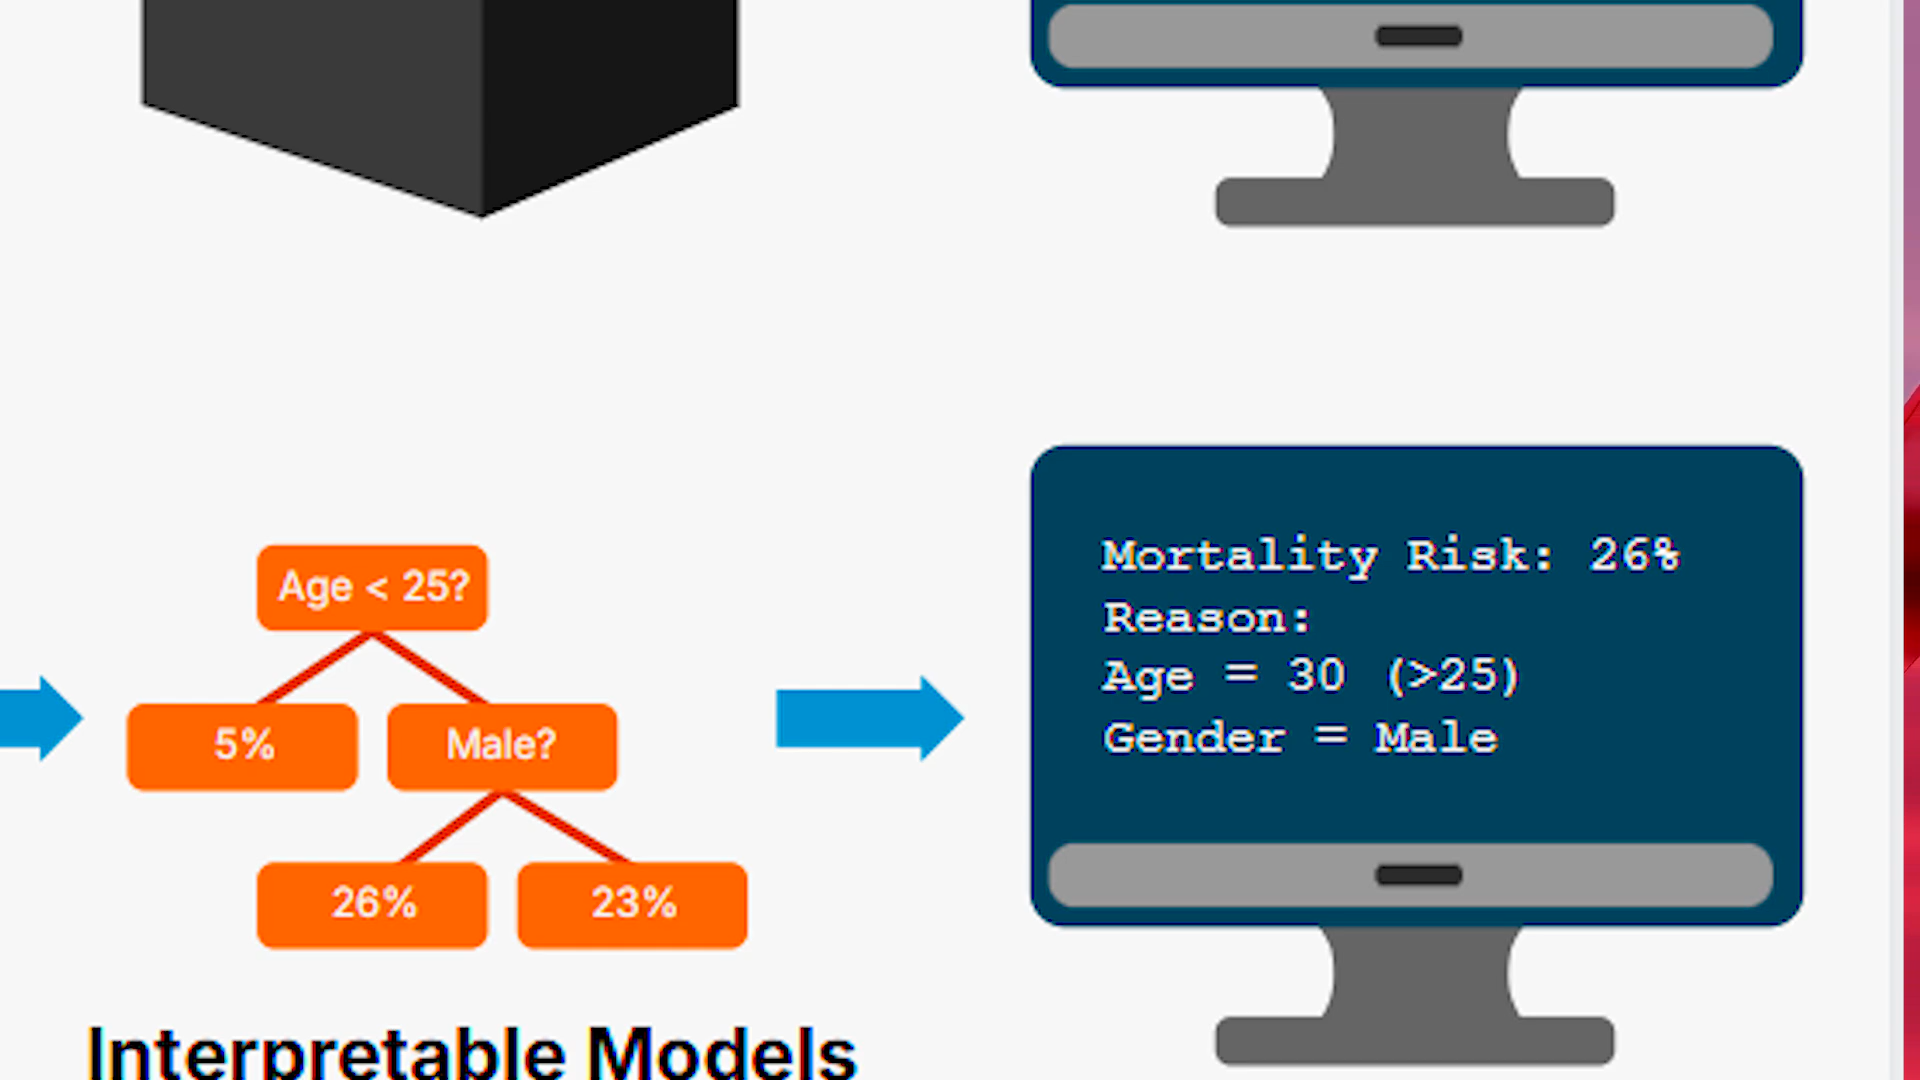 Age < 25?
5%
Male?
26%
23%
Interpretable Models
Mortality Risk: 26%
Reason:
Age = 30 (>25)
Gender = Male